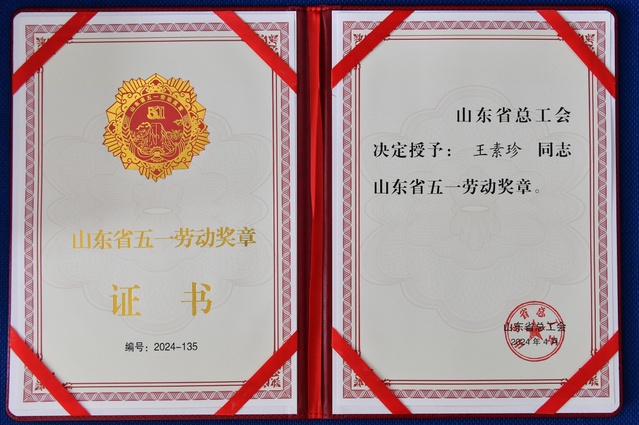 山东省五一劳动奖章
证 书
编号：2024-135
山东省总工会
决定授予： 王素珍 同志
山东省五一劳动奖章。
山东省总工会
2024年4月